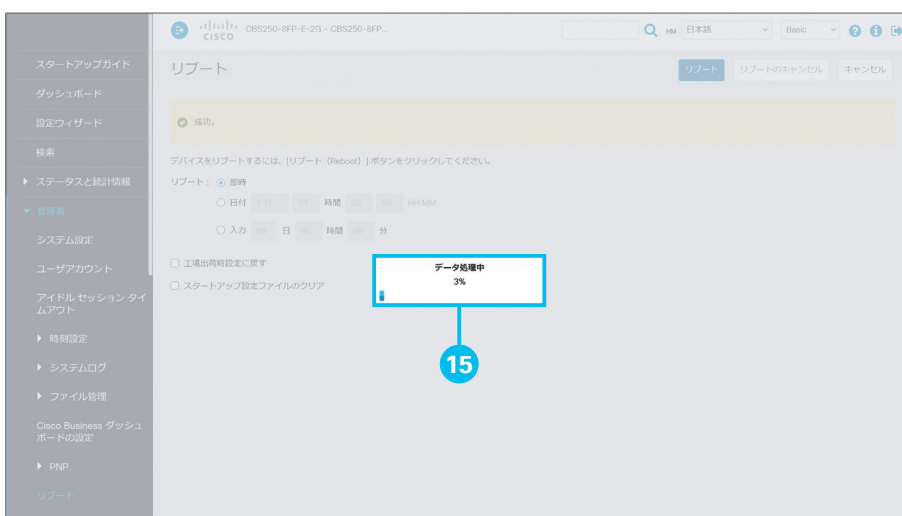 CISCO CBS250-8FP-E-2G - CBS250-8FP...
HM 日本語 Basic
スタートアップガイド
ダッシュボード
設定ウィザード
検索
ステータスと統計情報
管理者
システム設定
ユーザアカウント
アイドル セッション タイ
ムアウト
時刻設定
システムログ
ファイル管理
Cisco Business ダッシュ
ボードの設定
PNP
リブート
リブート
リブート リブートのキャンセル キャンセル
成功。
デバイスをリブートするには、[リブート（Reboot）]ボタンをクリックしてください。
リブート： 即時
日付 1月 01 時間 00 00 HH:MM
入力 00 日 01 時間 00 分
工場出荷時設定に戻す
スタートアップ設定ファイルのクリア
データ処理中
3%
15